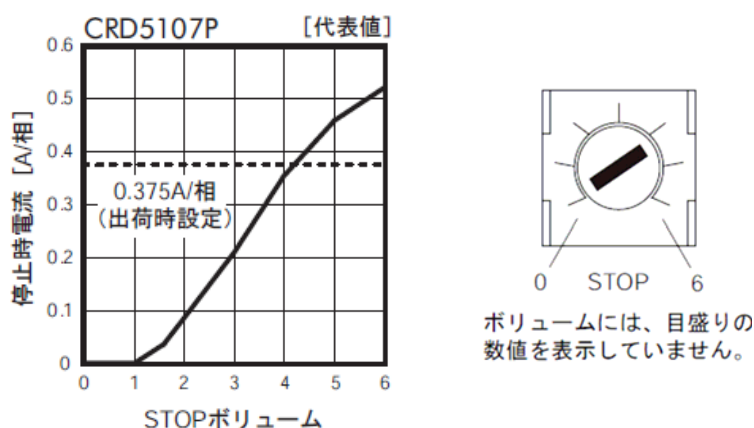 CRD5107P [代表値]
0.6
0.5
0.4
0.3
0.2
0.1
0
停止時電流 [A/相]
0.375A/相
(出荷時設定)
0 1 2 3 4 5 6
STOPボリューム
0 STOP 6
ボリュームには、目盛りの
数値を表示していません。